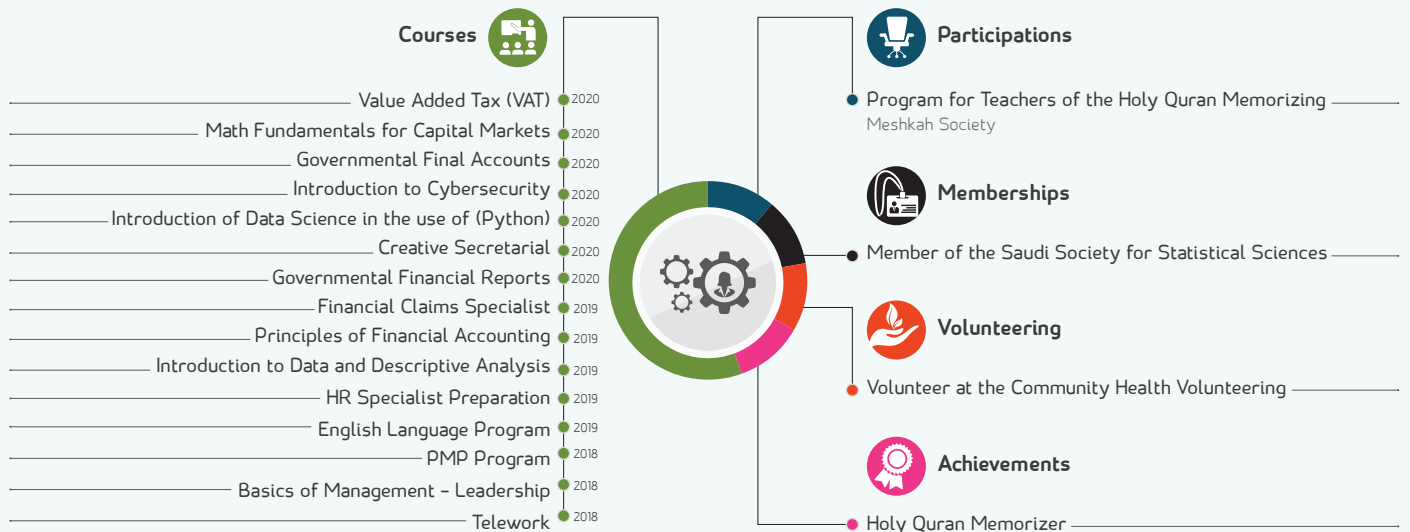 Courses
Value Added Tax (VAT) 2020
Math Fundamentals for Capital Markets 2020
Governmental Final Accounts 2020
Introduction to Cybersecurity 2020
Introduction of Data Science in the use of (Python) 2020
Creative Secretarial 2020
Governmental Financial Reports 2020
Financial Claims Specialist 2019
Principles of Financial Accounting 2019
Introduction to Data and Descriptive Analysis 2019
HR Specialist Preparation 2019
English Language Program 2019
PMP Program 2018
Basics of Management - Leadership 2018
Telework 2018
Participations
Program for Teachers of the Holy Quran Memorizing
Meshkah Society
Memberships
Member of the Saudi Society for Statistical Sciences
Volunteering
Volunteer at the Community Health Volunteering
Achievements
Holy Quran Memorizer